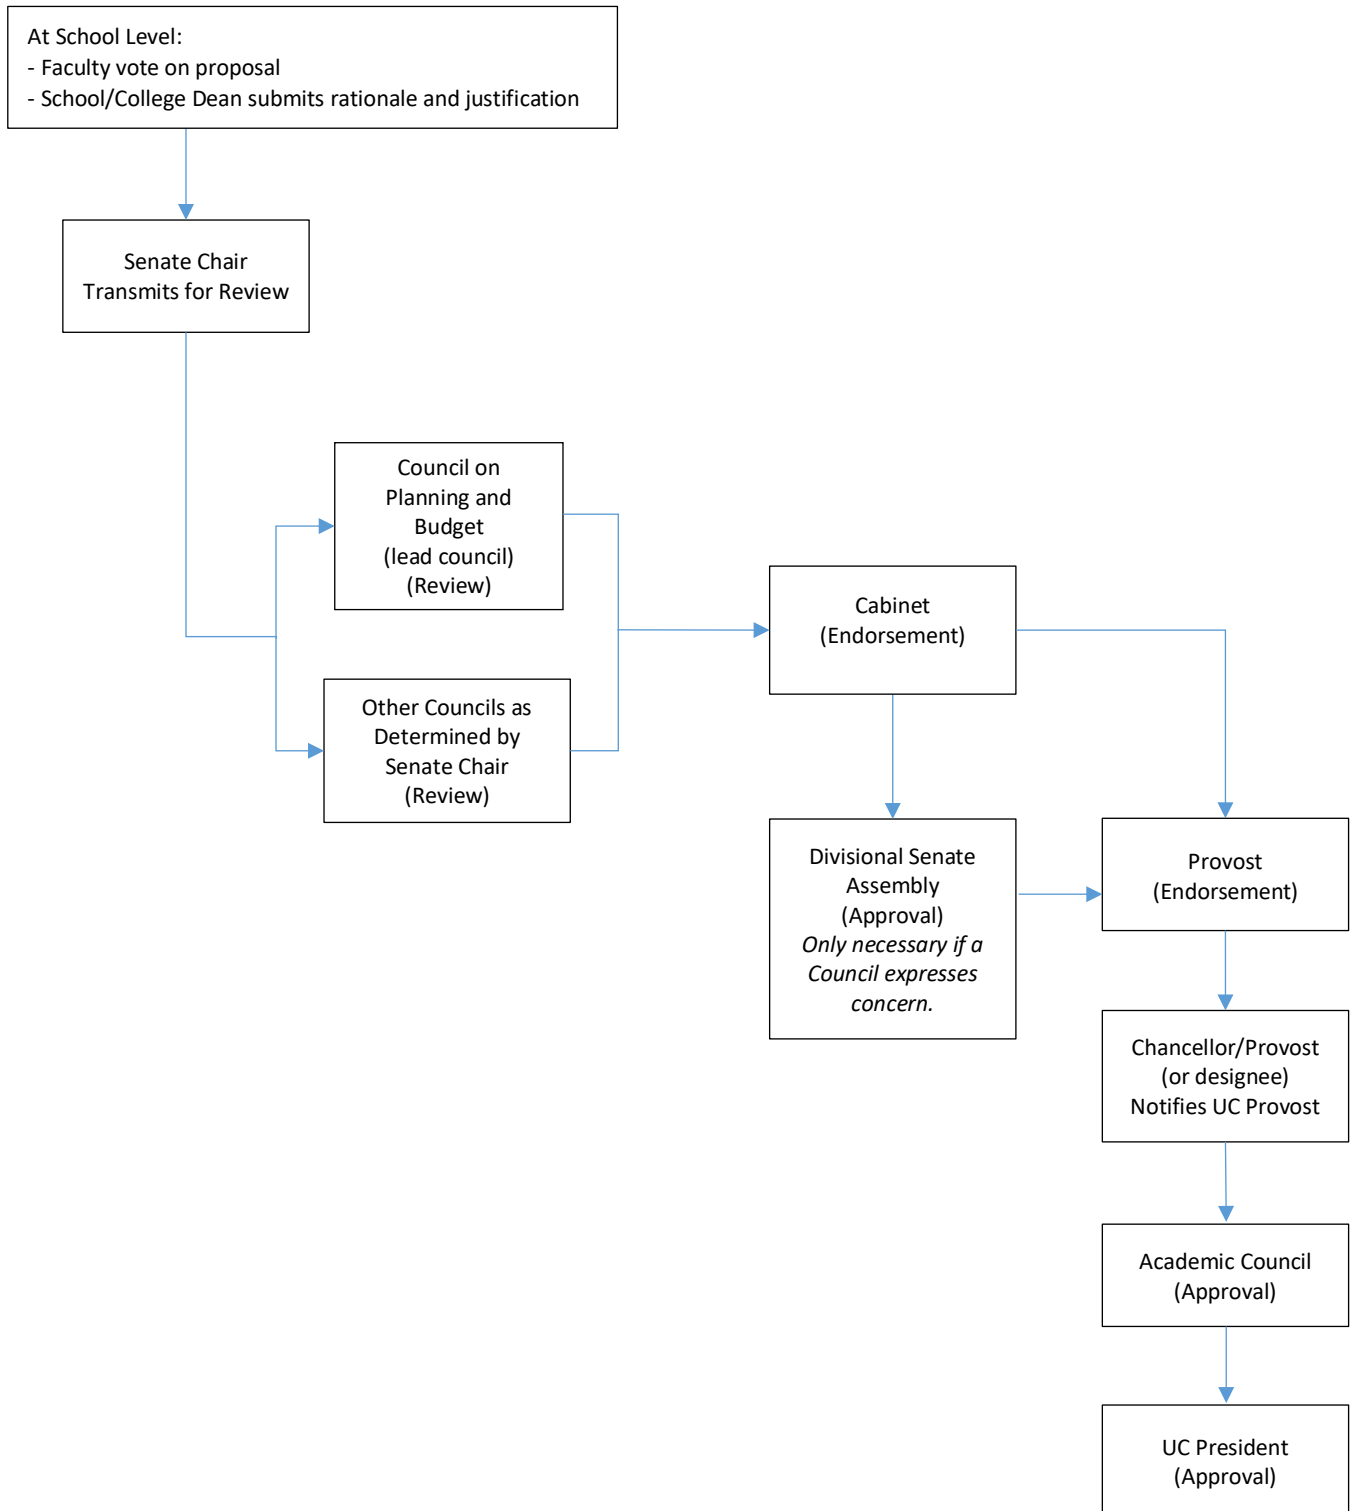 At School Level:
- Faculty vote on proposal
- School/College Dean submits rationale and justification
Senate Chair
Transmits for Review
Council on
Planning and
Budget
(lead council)
(Review)
Other Councils as
Determined by
Senate Chair
(Review)
Cabinet
(Endorsement)
Divisional Senate
Assembly
(Approval)
Only necessary if a
Council expresses
concern.
Provost
(Endorsement)
Chancellor/Provost
(or designee)
Notifies UC Provost
Academic Council
(Approval)
UC President
(Approval)